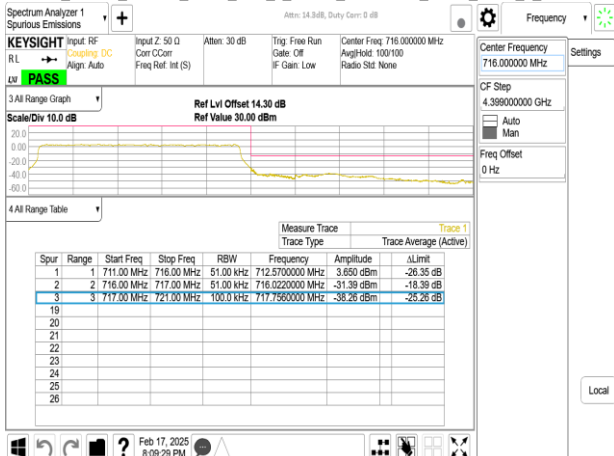 Spectrum Analyzer 1
Spurious Emissions
+
Attn: 14.3dB, Duty Corr: 0 dB
Frequency
KEYSIGHT
RL
LXI PASS
Input: RF
Coupling: DC
Align: Auto
Input Z: 50 Ω
Corr CCorr
Freq Ref: Int (S)
Atten: 30 dB
Trig: Free Run
Gate: Off
IF Gain: Low
Center Freq: 716.000000 MHz
Avg|Hold: 100/100
Radio Std: None
Center Frequency
716.000000 MHz
Settings
CF Step
4.399000000 GHz
Auto
Man
Freq Offset
0 Hz
3 All Range Graph
Scale/Div 10.0 dB
Ref Lvl Offset 14.30 dB
Ref Value 30.00 dBm
20.0
0.00
-20.0
-40.0
-60.0
4 All Range Table
Measure Trace Trace 1
Trace Type Trace Average (Active)
Spur Range Start Freq Stop Freq RBW Frequency Amplitude ΔLimit
1 1 711.00 MHz 716.00 MHz 51.00 kHz 712.5700000 MHz 3.650 dBm -26.35 dB
2 2 716.00 MHz 717.00 MHz 51.00 kHz 716.0220000 MHz -31.39 dBm -18.39 dB
3 3 717.00 MHz 721.00 MHz 100.0 kHz 717.7560000 MHz -38.26 dBm -25.26 dB
19
20
21
22
23
24
25
26
Local
?
Feb 17, 2025
8:09:29 PM